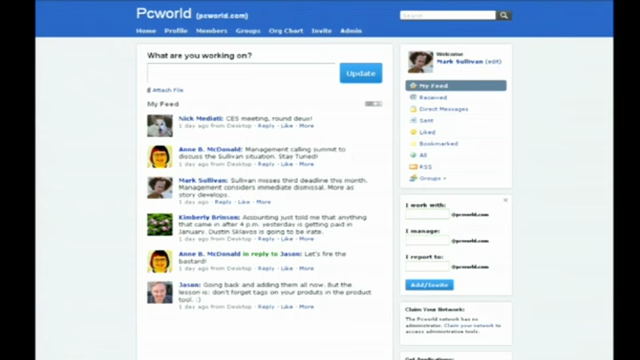 Pcworld (pcworld.com)
Search
Home Profile Members Groups Org Chart Invite Admin
What are you working on?
Update
Attach File
My Feed
Nick Mediati: CES meeting, round deux!
1 day ago from Desktop · Reply · Like · More
Anne B. McDonald: Management calling summit to
discuss the Sullivan situation. Stay Tuned!
1 day ago from Desktop · Reply · Like · More
Mark Sullivan: Sullivan misses third deadline this month.
Management considers immediate dismissal. More as
story develops.
1 day ago · Reply · Like · More
Kimberly Brinson: Accounting just told me that anything
that came in after 4 p.m. yesterday is getting paid in
January. Dustin Sklavos is going to be irate.
1 day ago from Desktop · Reply · Like · More
Anne B. McDonald in reply to Jason: Let's fire the
bastard!
1 day ago from Desktop · Reply · Like · More
Jason: Going back and adding them all now. But the
lesson is: don't forget tags on your produts in the product
tool. :)
1 day ago from Desktop · Reply · Like · More
Welcome
Mark Sullivan (edit)
My Feed
Received
Direct Messages
Sent
Liked
Bookmarked
All
RSS
Groups
I work with:
@pcworld.com
I manage:
@pcworld.com
I report to:
@pcworld.com
Add/Invite
Claim Your Network:
The Pcworld network has no
administrator. Claim your network to
access administrative tools.
Get Applications